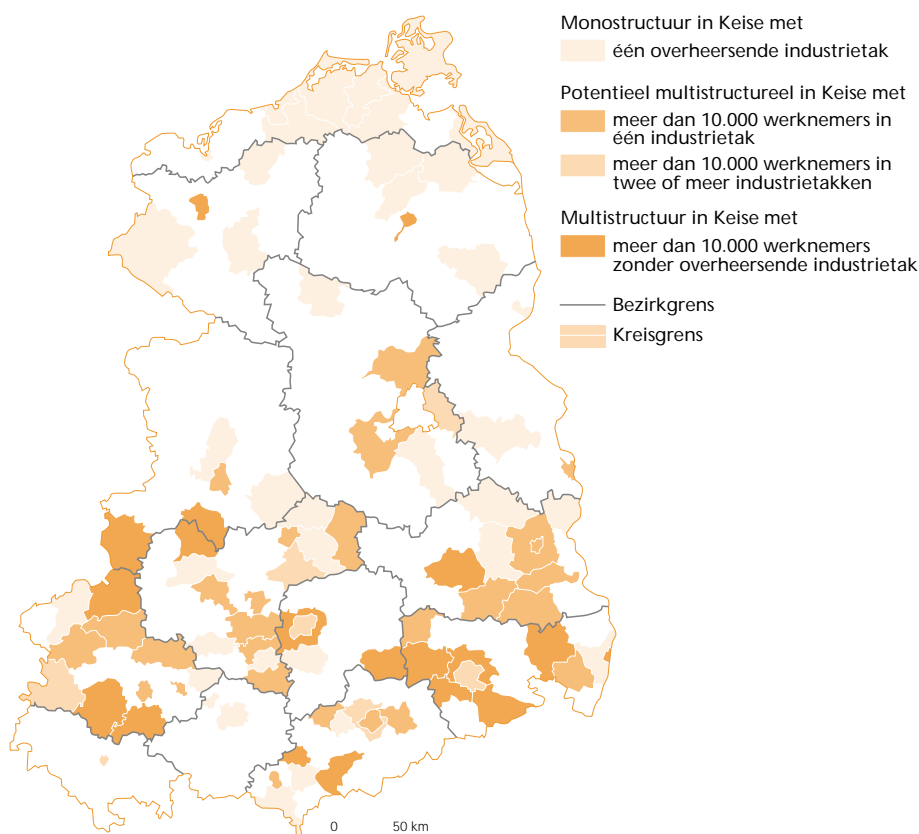 Monostructuur in Keise met
één overheersende industrietak
Potentieel multistructureel in Keise met
meer dan 10.000 werknemers in
één industrietak
meer dan 10.000 werknemers in
twee of meer industrietakken
Multistructuur in Keise met
meer dan 10.000 werknemers
zonder overheersende industrietak
Bezirkgrens
Kreisgrens
0 50 km